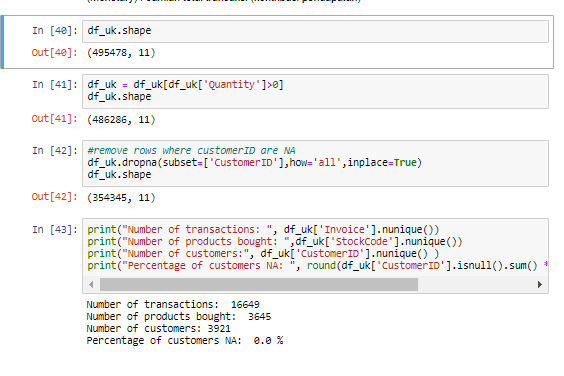 In [40]: df_uk.shape
Out[40]: (495478, 11)
In [41]: df_uk = df_uk[df_uk['Quantity']>0]
df_uk.shape
Out[41]: (486286, 11)
In [42]: #remove rows where customerID are NA
df_uk.dropna(subset=['CustomerID'],how='all',inplace=True)
df_uk.shape
Out[42]: (354345, 11)
In [43]: print("Number of transactions: ", df_uk['Invoice'].nunique())
print("Number of products bought: ",df_uk['StockCode'].nunique())
print("Number of customers:", df_uk['CustomerID'].nunique() )
print("Percentage of customers NA: ", round(df_uk['CustomerID'].isnull().sum() *
Number of transactions:  16649
Number of products bought:  3645
Number of customers: 3921
Percentage of customers NA:  0.0 %